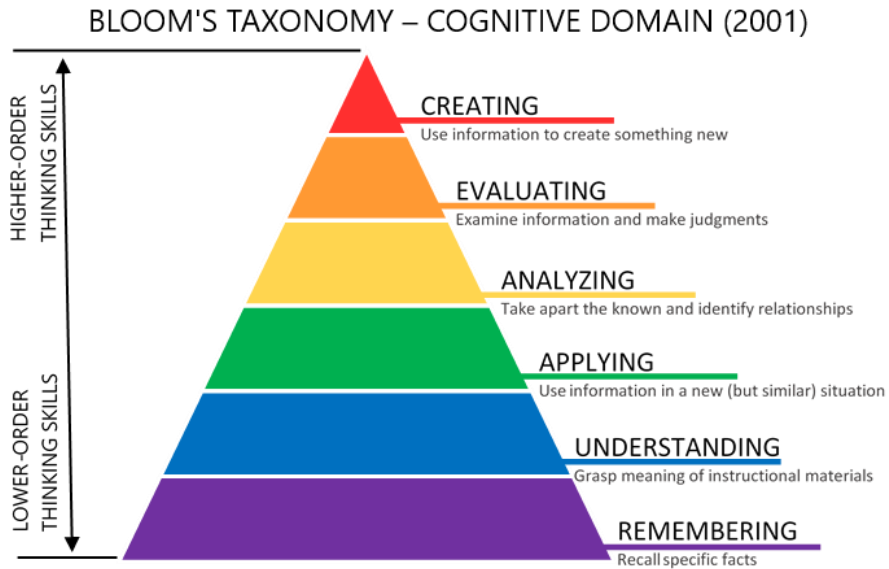 BLOOM'S TAXONOMY – COGNITIVE DOMAIN (2001)
HIGHER-ORDER
THINKING SKILLS
LOWER-ORDER
THINKING SKILLS
CREATING
Use information to create something new
EVALUATING
Examine information and make judgments
ANALYZING
Take apart the known and identify relationships
APPLYING
Use information in a new (but similar) situation
UNDERSTANDING
Grasp meaning of instructional materials
REMEMBERING
Recall specific facts